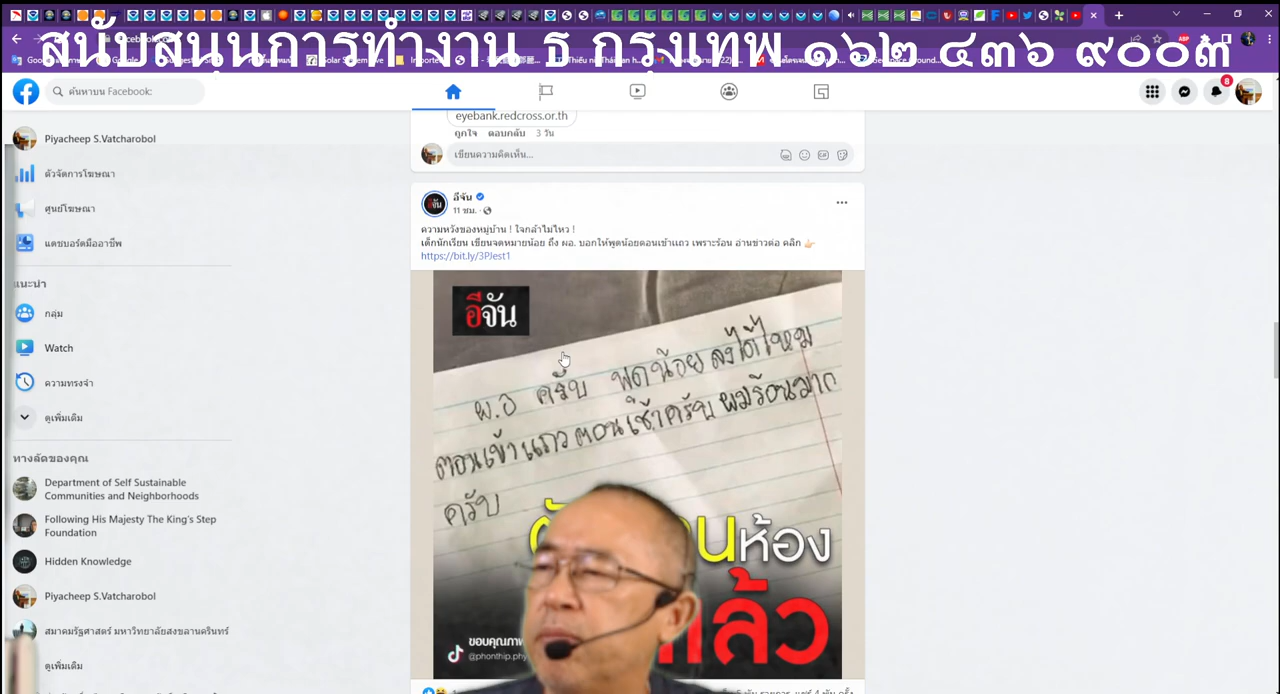 สนับสนุนการทำงาน ธ กรุงเทพ ๑๖๒ ๔๓๖ ๙๐๐๓
ค้นหาบน Facebook:
8
Piyacheep S.Vatcharobol
ตัวจัดการโฆษณา
ศูนย์โฆษณา
แดชบอร์ดมืออาชีพ
แนะนำ
กลุ่ม
Watch
ความทรงจำ
ดูเพิ่มเติม
ทางลัดของคุณ
Department of Self Sustainable
Communities and Neighborhoods
Following His Majesty The King's Step
Foundation
Hidden Knowledge
Piyacheep S.Vatcharobol
สมาคมรัฐศาสตร์ มหาวิทยาลัยสงขลานครินทร์
ดูเพิ่มเติม
eyebank.redcross.or.th
ถูกใจ ตอบกลับ 3 วัน
เขียนความคิดเห็น...
อีจัน
11 ชม.
ความหวังของหมู่บ้าน ! ใจกล้าไม่ไหว !
เด็กนักเรียน เขียนจดหมายน้อย ถึง ผอ. บอกให้พูดน้อยตอนเข้าแถว เพราะร้อน อ่านข่าวต่อ คลิก 👉🏻
https://bit.ly/3PJest1
อีจัน
ผ.อ ครับ พูดน้อยลงได้ไหม
ตอนเข้าแถวตอนเช้าครับ ผมร้อนมาก
ครับ
ห้อง
แล้ว
ขอบคุณภาพ
@phonthip.phy